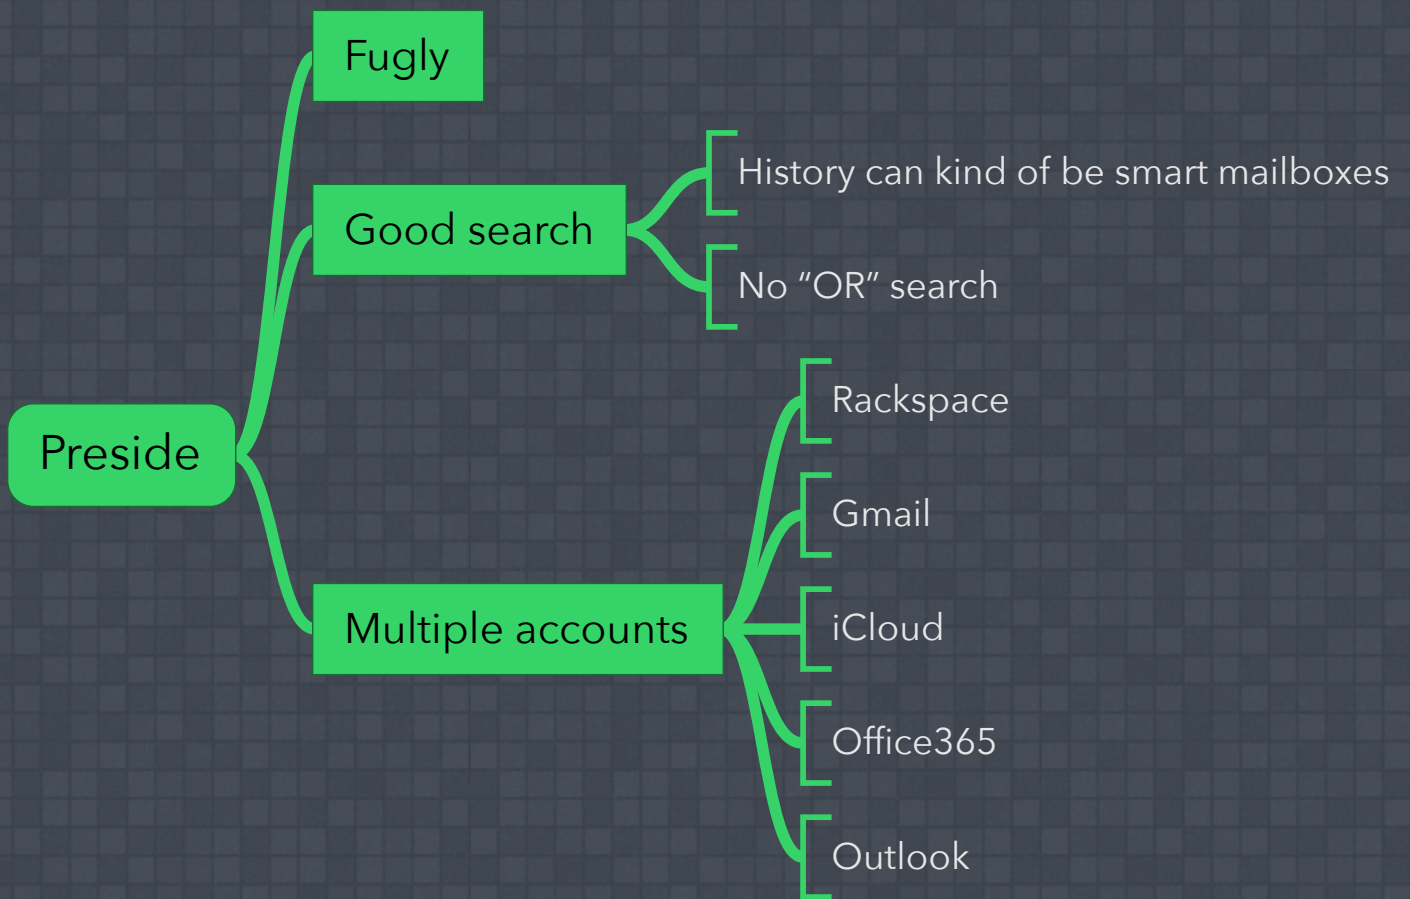 Fugly
History can kind of be smart mailboxes
Good search
No “OR” search
Rackspace
Preside
Gmail
Multiple accounts
iCloud
Office365
Outlook